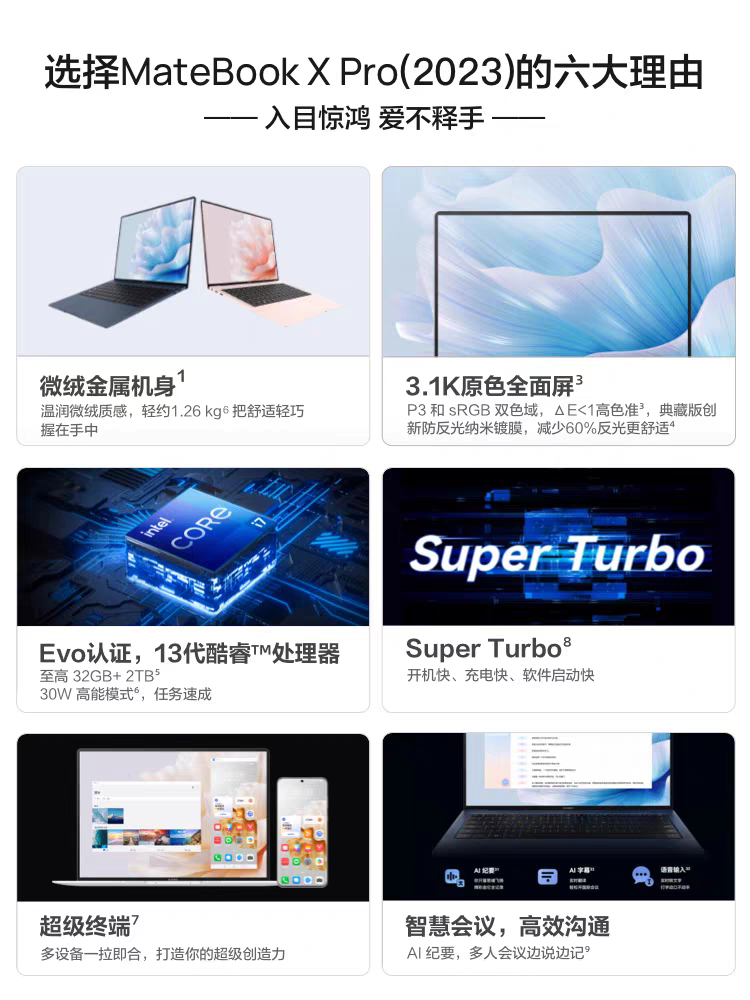 选择MateBook X Pro(2023)的六大理由
—— 入目惊鸿 爱不释手 ——
微绒金属机身1
温润微绒质感，轻约1.26 kg6 把舒适轻巧
握在手中
3.1K原色全面屏3
P3 和 sRGB 双色域，△E<1高色准3，典藏版创
新防反光纳米镀膜，减少60%反光更舒适4
intel
CORE
i7
Evo认证，13代酷睿™处理器
至高 32GB+ 2TB5
30W 高能模式6，任务速成
Super Turbo
Super Turbo8
开机快、充电快、软件启动快
超级终端7
多设备一拉即合，打造你的超级创造力
AI 纪要
AI 字幕
语音输入
智慧会议，高效沟通
AI 纪要，多人会议边说边记9